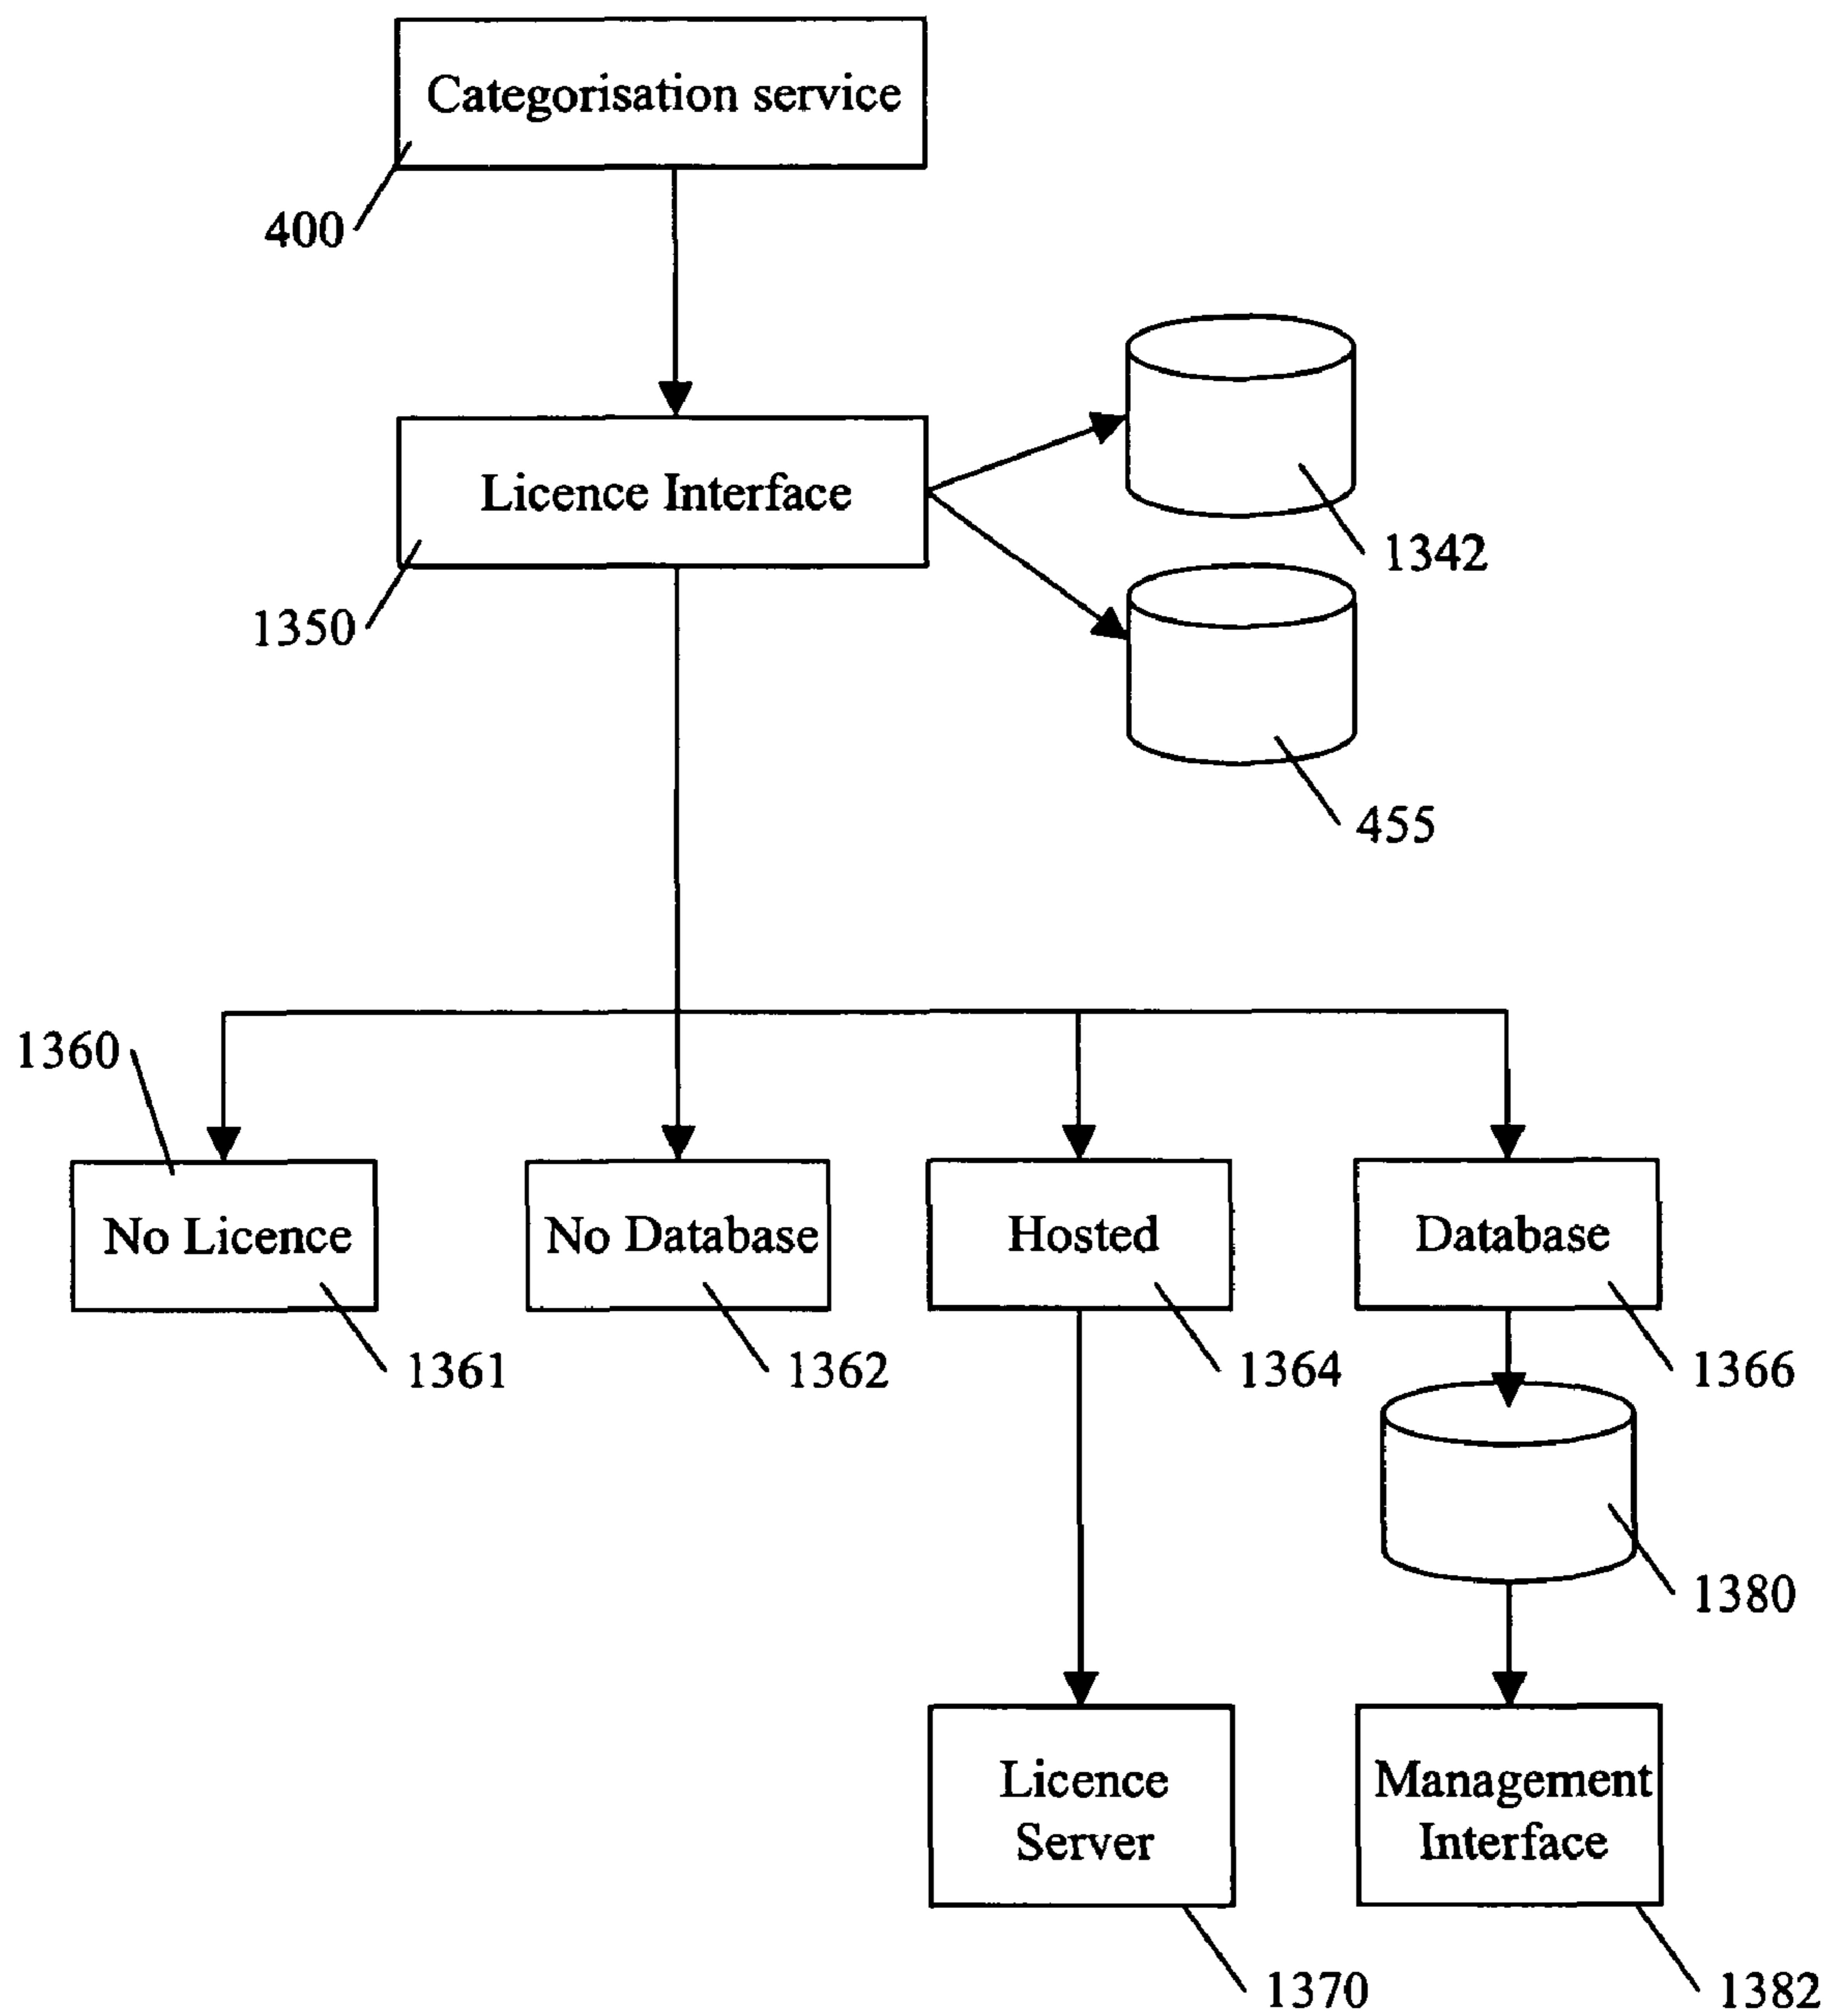 Categorisation service
400
Licence Interface
1342
1350
455
1360
No Licence
No Database
Hosted
Database
1361
1362
1364
1366
1380
Licence
Server
Management
Interface
1370
1382